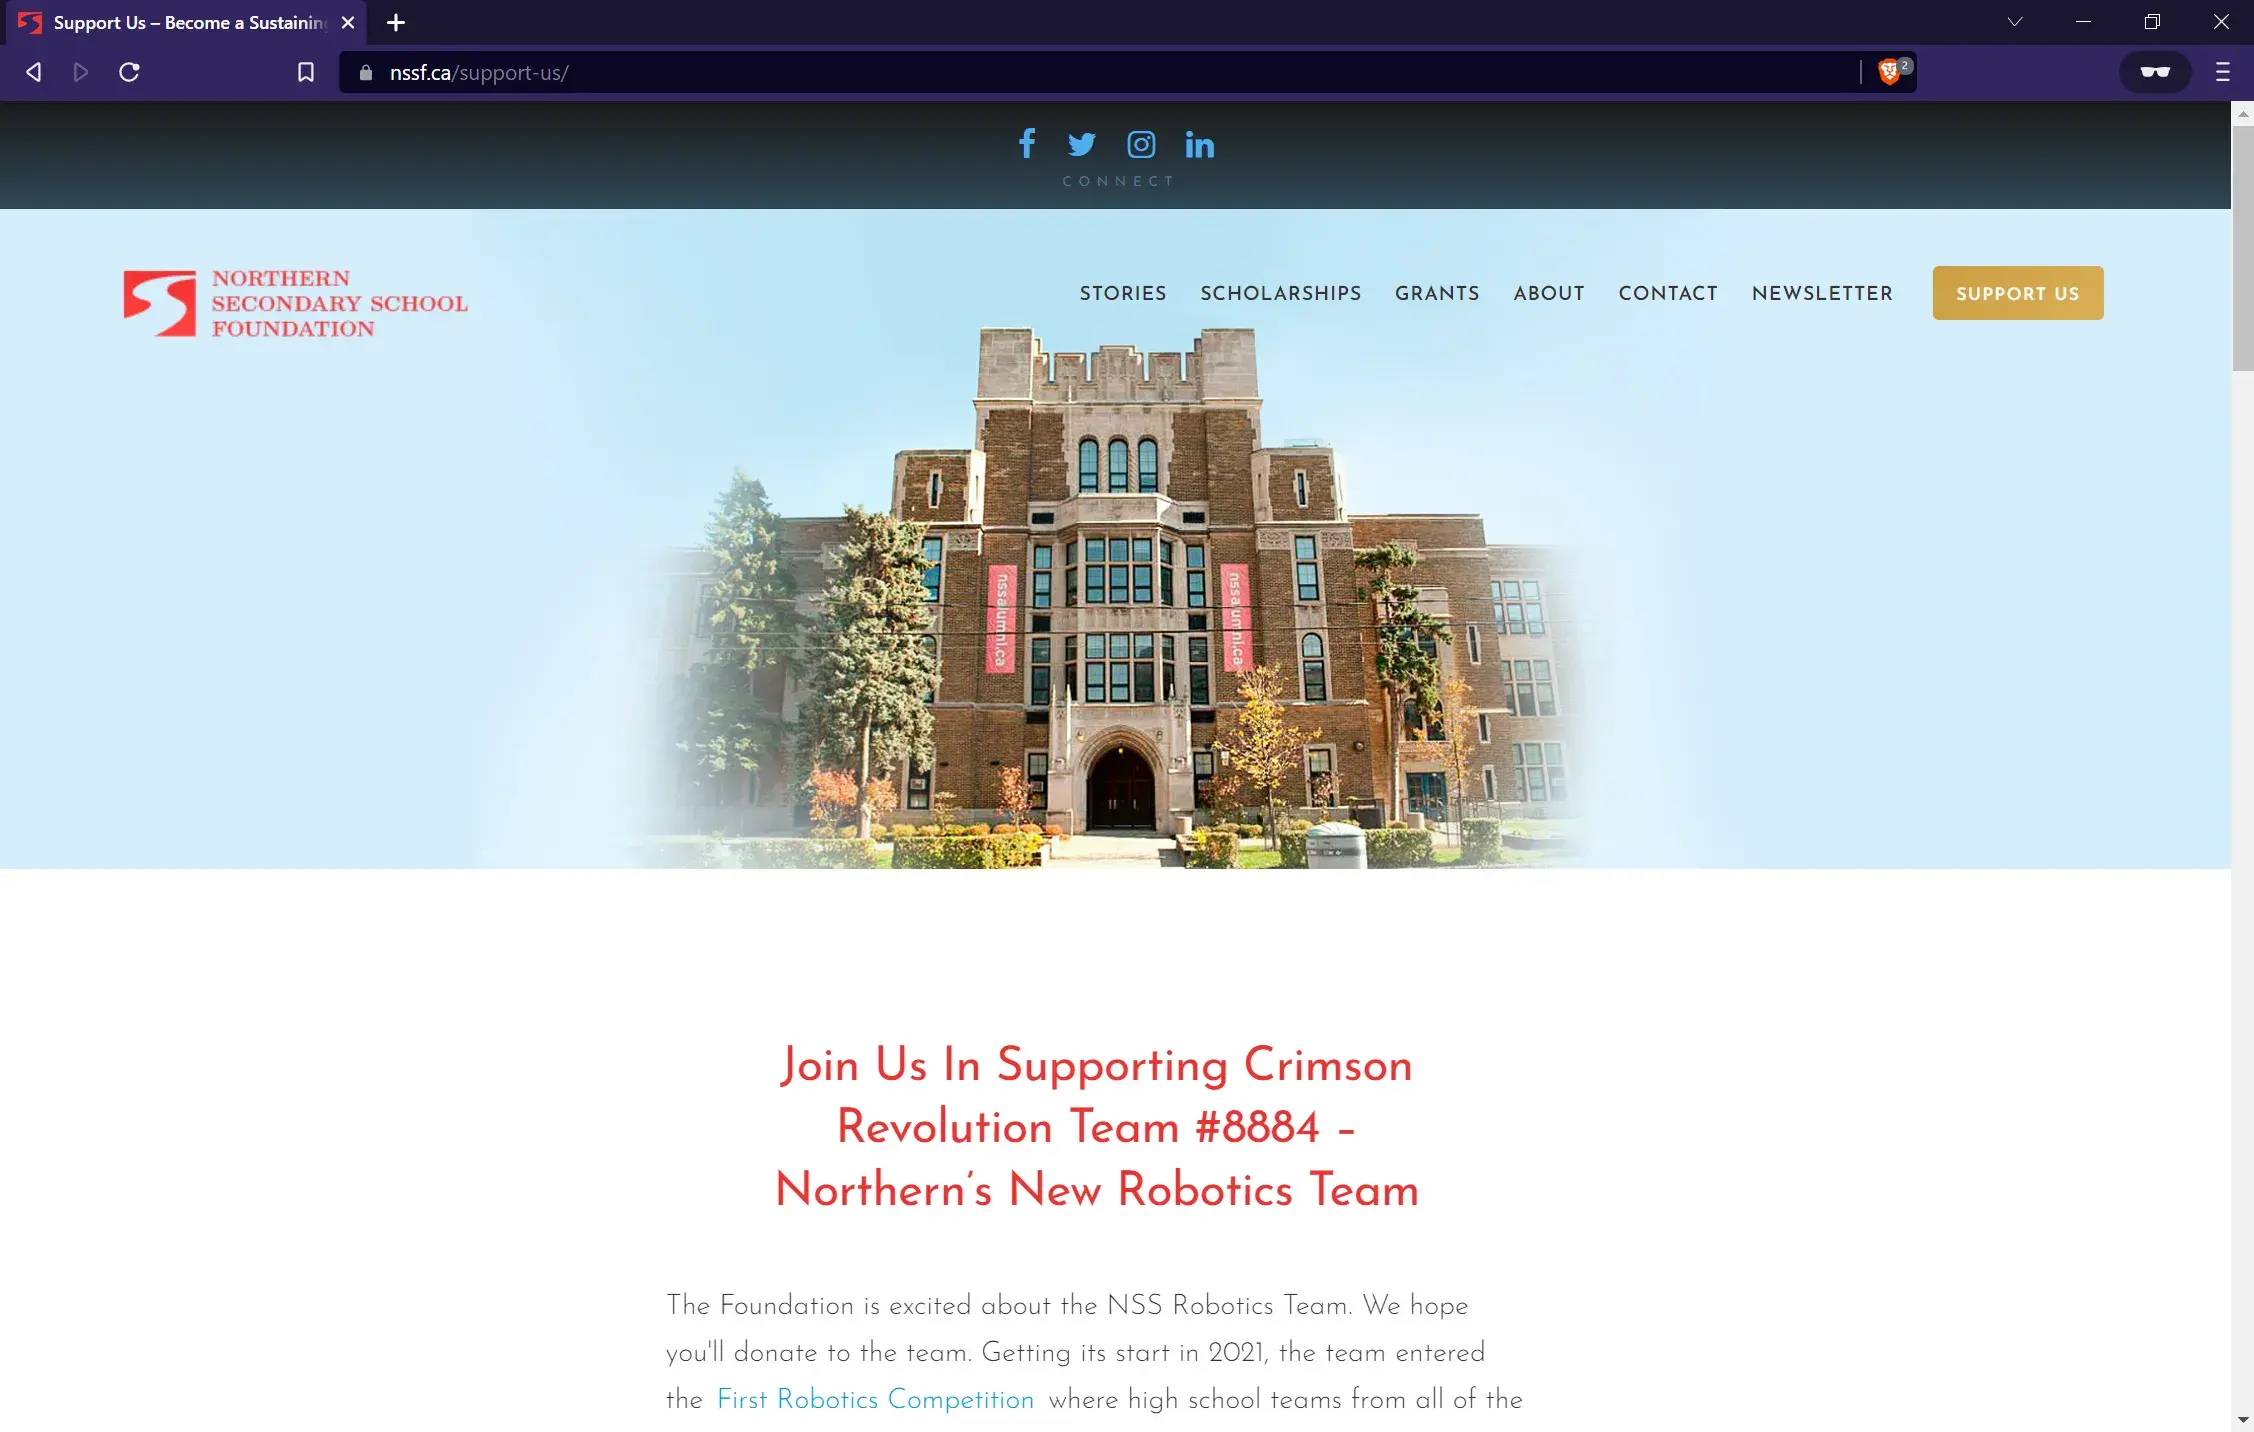 Support Us – Become a Sustaining
nssf.ca/support-us/
2
CONNECT
NORTHERN
SECONDARY SCHOOL
FOUNDATION
STORIES SCHOLARSHIPS GRANTS ABOUT CONTACT NEWSLETTER SUPPORT US
nssalumni.ca
nssalumni.ca
Join Us In Supporting Crimson
Revolution Team #8884 –
Northern’s New Robotics Team
The Foundation is excited about the NSS Robotics Team. We hope
you'll donate to the team. Getting its start in 2021, the team entered
the First Robotics Competition where high school teams from all of the